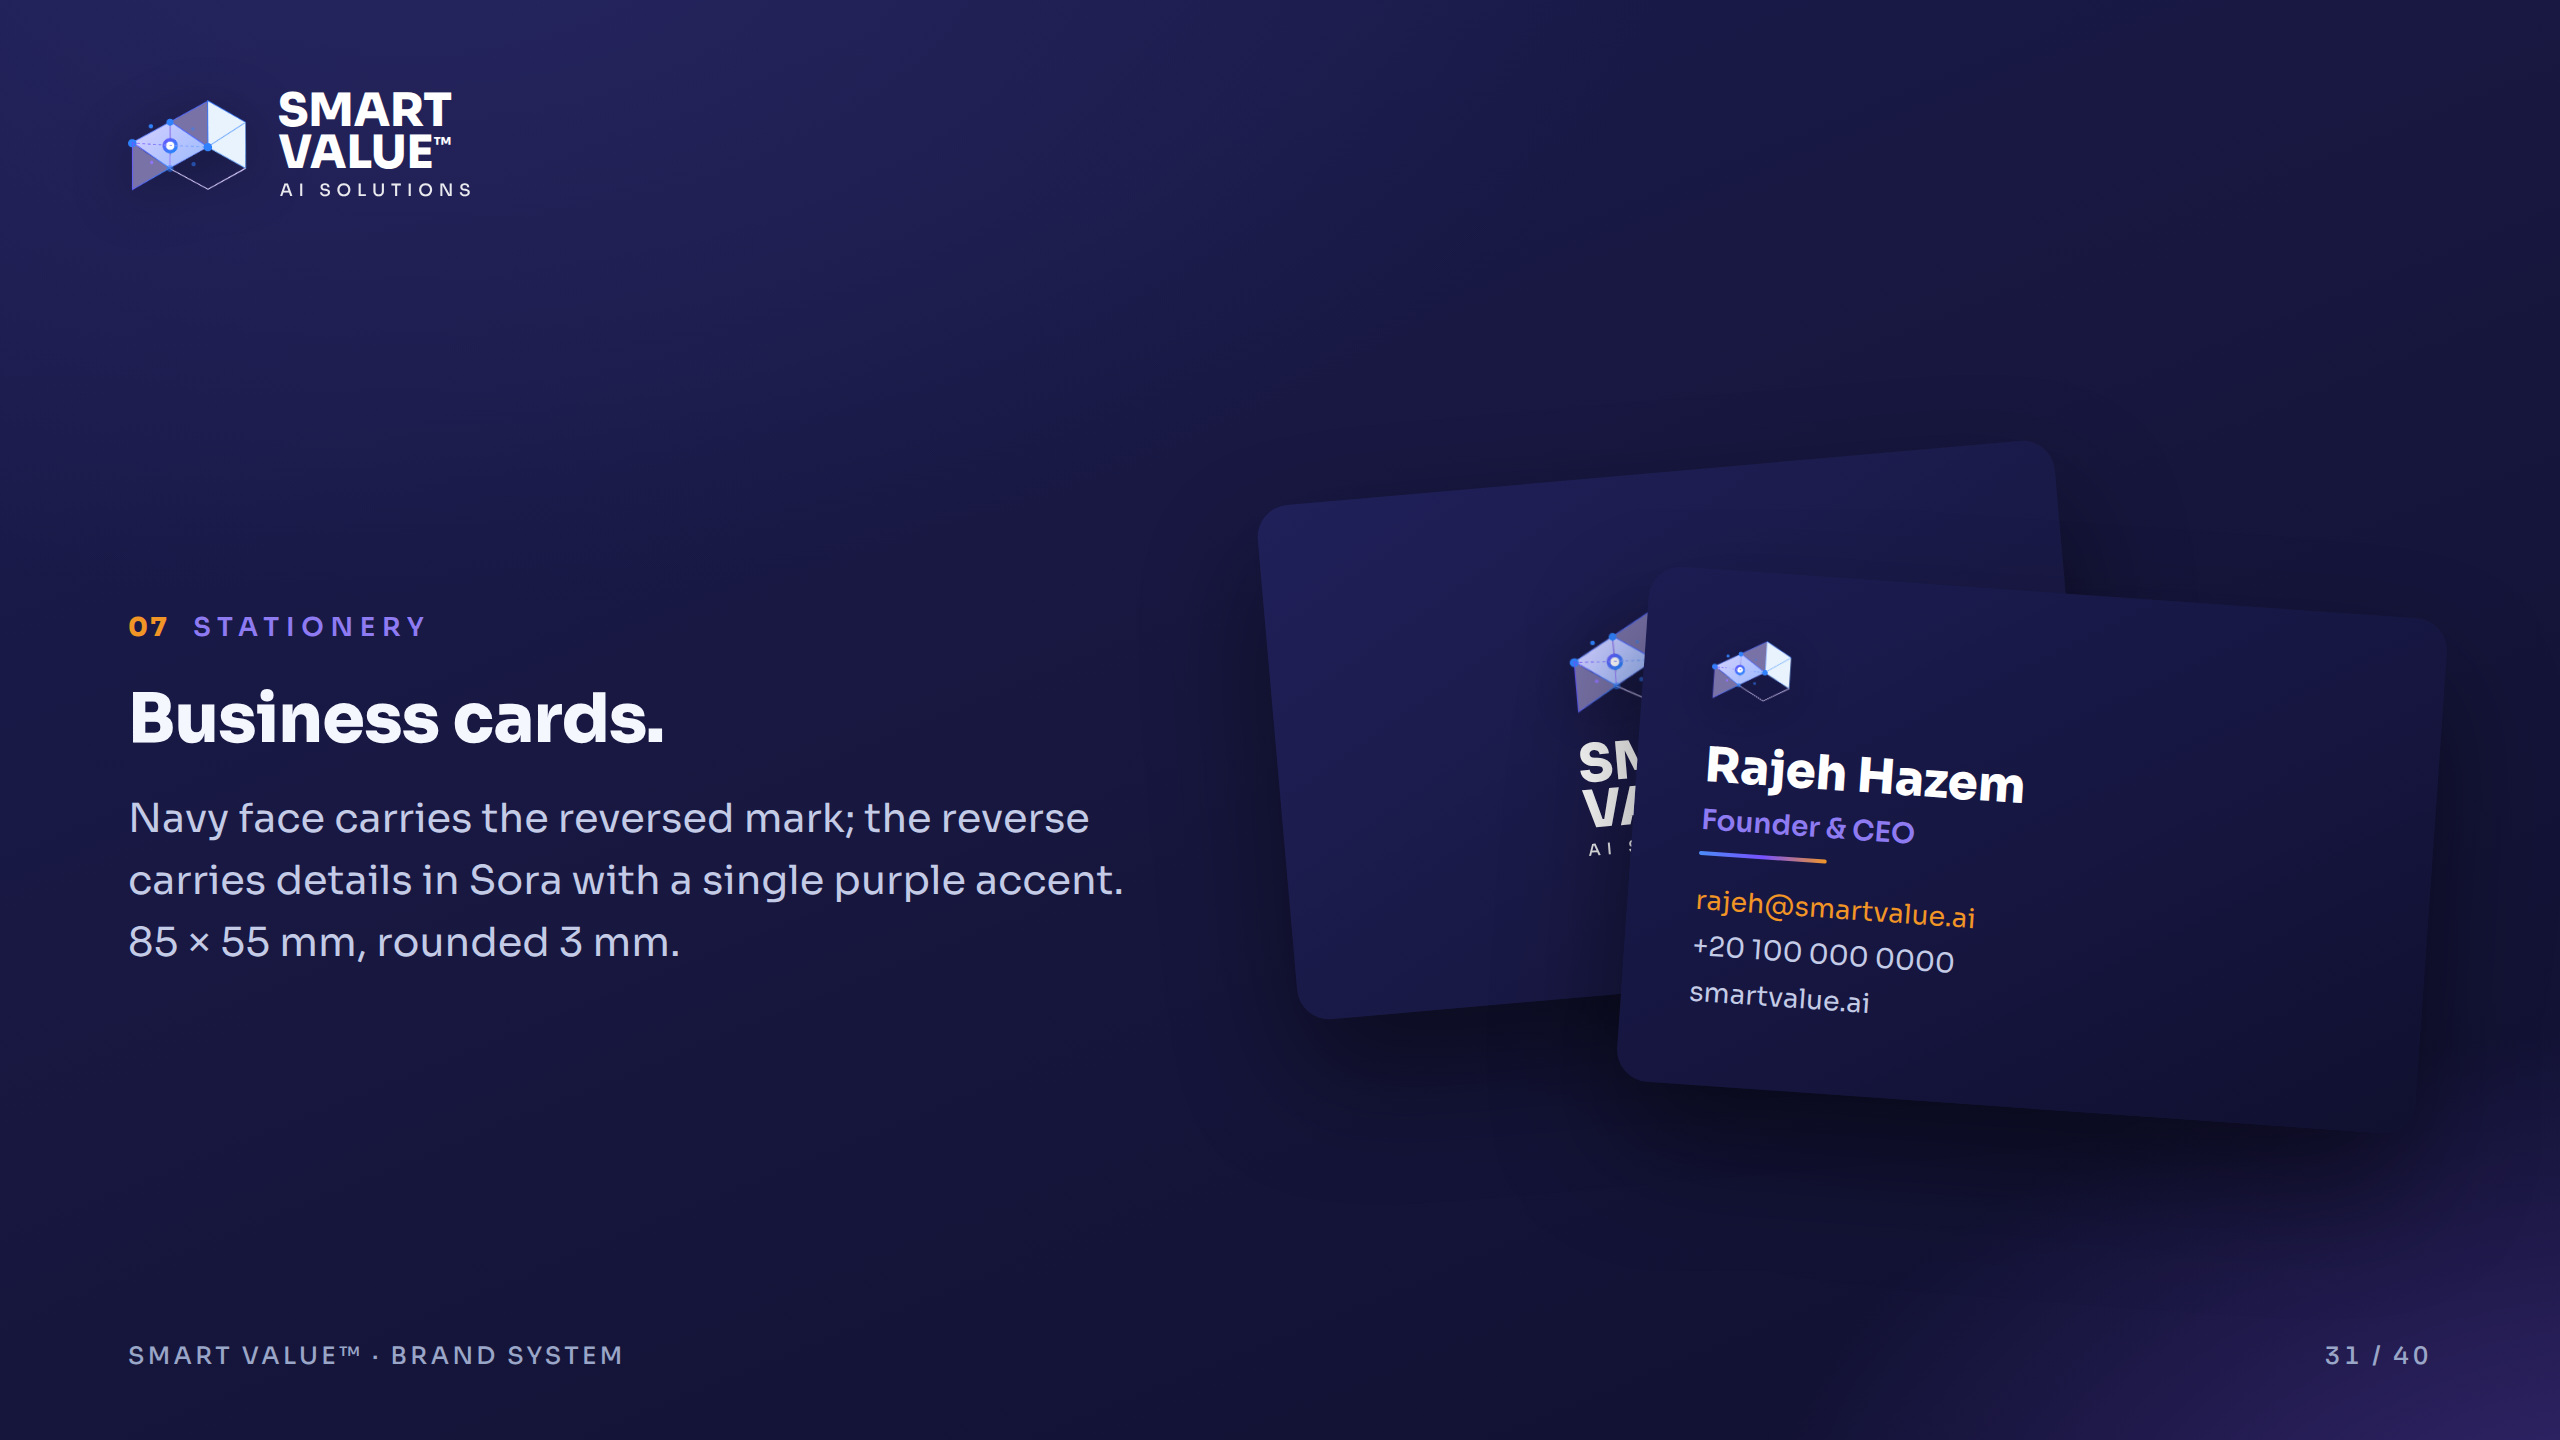 SMART
VALUE™
AI SOLUTIONS
07 STATIONERY
Business cards.
Navy face carries the reversed mark; the reverse
carries details in Sora with a single purple accent.
85 × 55 mm, rounded 3 mm.
Rajeh Hazem
Founder & CEO
rajeh@smartvalue.ai
+20 100 000 0000
smartvalue.ai
SMART VALUE™ · BRAND SYSTEM
31 / 40